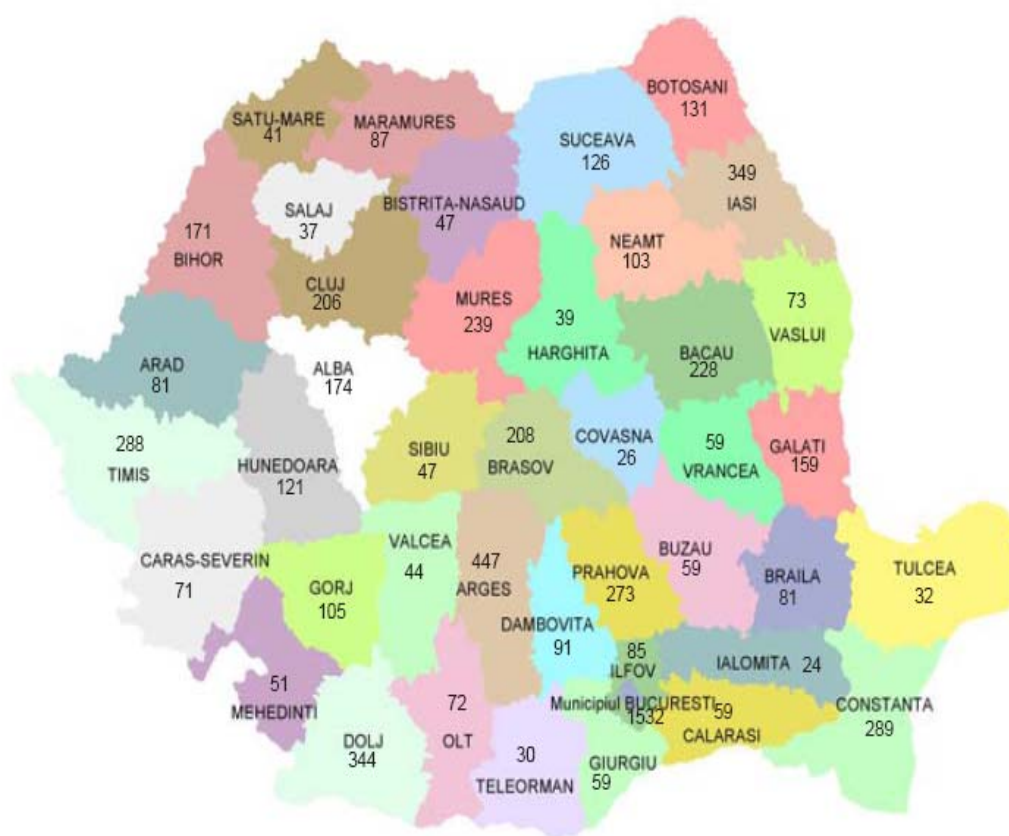 BOTOSANI
131
SATU-MARE
41
MARAMURES
87
SUCEAVA
126
349
IASI
SALAJ
37
BISTRITA-NASAUD
47
171
BIHOR
NEAMT
103
CLUJ
206
MURES
239
39
HARGHITA
73
VASLUI
ARAD
81
ALBA
174
BACAU
228
288
TIMIS
HUNEDOARA
121
SIBIU
47
208
BRASOV
COVASNA
26
59
VRANCEA
GALATI
159
CARAS-SEVERIN
71
GORJ
105
VALCEA
44
447
ARGES
PRAHOVA
273
BUZAU
59
BRAILA
81
TULCEA
32
DAMBOVITA
91
85
ILFOV
IALOMITA 24
51
MEHEDINTI
72
OLT
Municipiul BUCURESTI
1532
59
CALARASI
CONSTANTA
289
DOLJ
344
30
TELEORMAN
GIURGIU
59